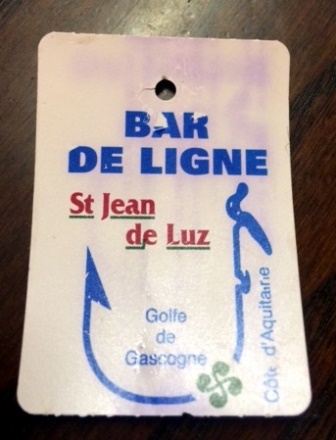 BAR
DE LIGNE
St Jean
de Luz
Golfe
de
Gascogne
Côte d'Aquitaine